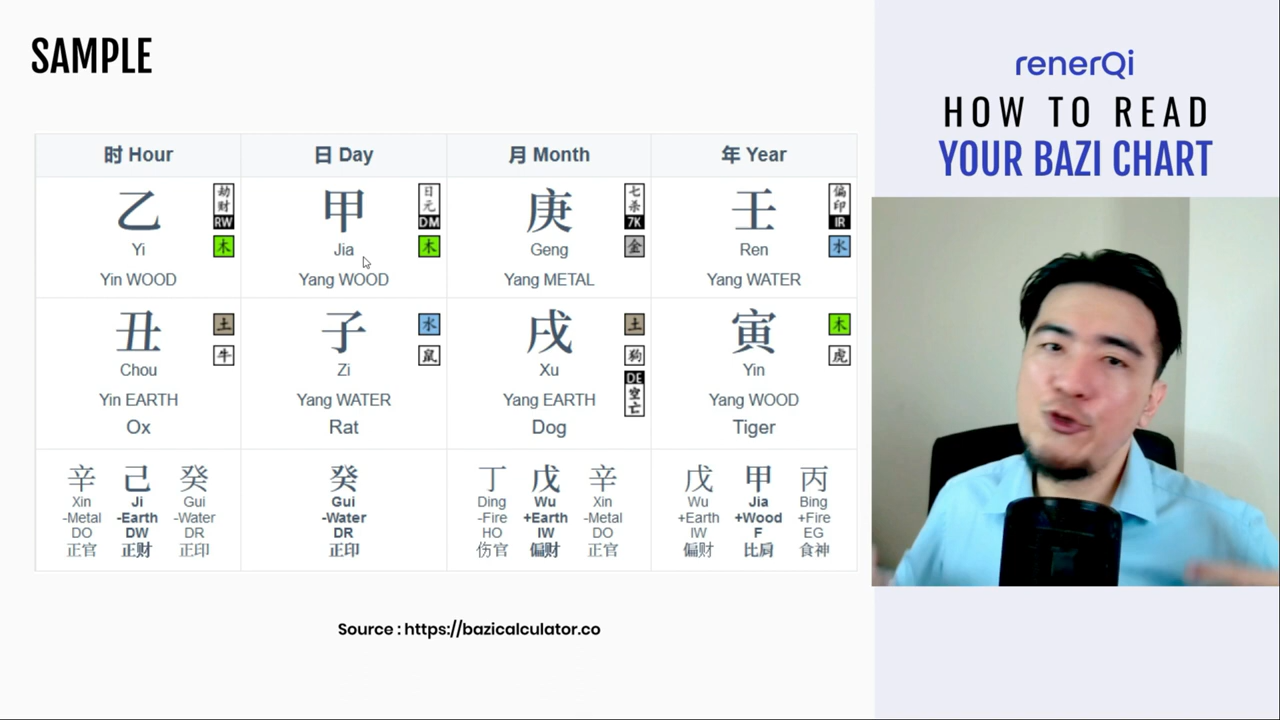 SAMPLE
renerQi
HOW TO READ
YOUR BAZI CHART
时 Hour
日 Day
月 Month
年 Year
乙
劫财
RW
木
Yi
Yin WOOD
甲
日元
DM
木
Jia
Yang WOOD
庚
七杀
7K
金
Geng
Yang METAL
壬
偏印
IR
水
Ren
Yang WATER
丑
土
牛
Chou
Yin EARTH
Ox
子
水
鼠
Zi
Yang WATER
Rat
戌
土
狗
DE
空亡
Xu
Yang EARTH
Dog
寅
木
虎
Yin
Yang WOOD
Tiger
辛 己 癸
Xin Ji Gui
-Metal -Earth -Water
DO DW DR
正官 正财 正印
癸
Gui
-Water
DR
正印
丁 戊 辛
Ding Wu Xin
-Fire +Earth -Metal
HO IW DO
伤官 偏财 正官
戊 甲 丙
Wu Jia Bing
+Earth +Wood +Fire
IW F EG
偏财 比肩 食神
Source : https://bazicalculator.co